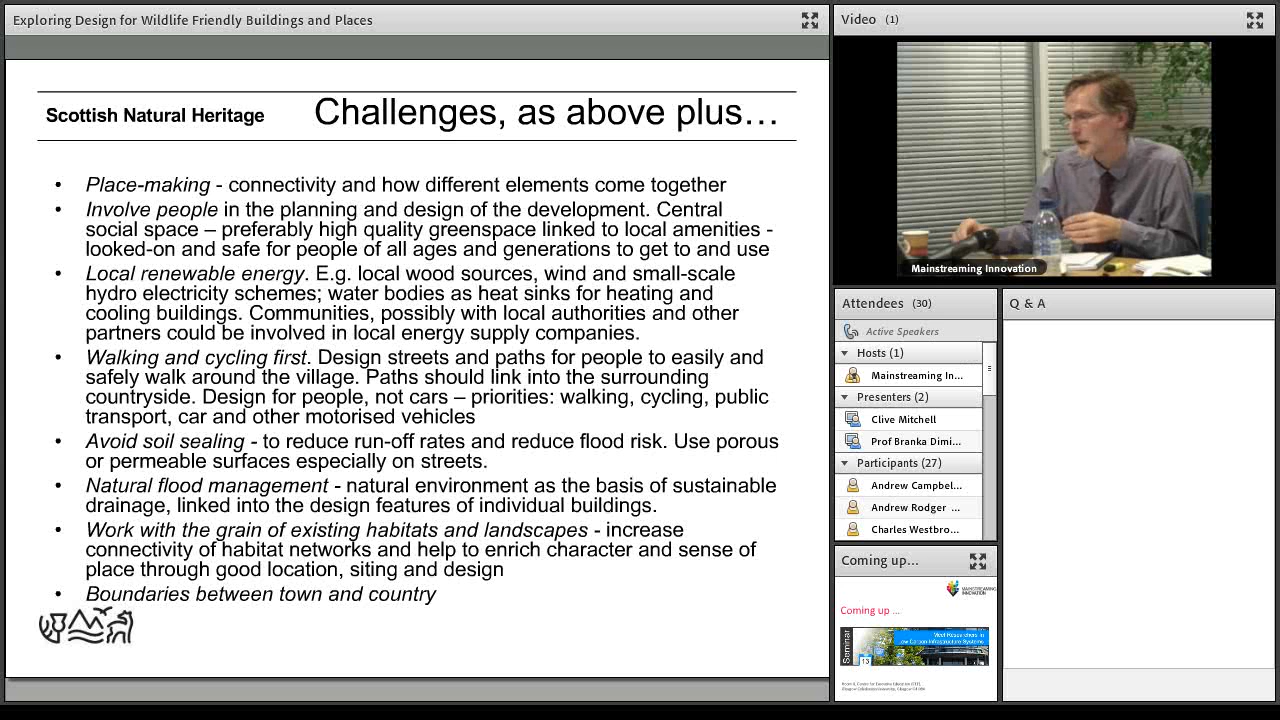 Exploring Design for Wildlife Friendly Buildings and Places
Scottish Natural Heritage
Challenges, as above plus…
• Place-making - connectivity and how different elements come together
• Involve people in the planning and design of the development. Central
social space – preferably high quality greenspace linked to local amenities -
looked-on and safe for people of all ages and generations to get to and use
• Local renewable energy. E.g. local wood sources, wind and small-scale
hydro electricity schemes; water bodies as heat sinks for heating and
cooling buildings. Communities, possibly with local authorities and other
partners could be involved in local energy supply companies.
• Walking and cycling first. Design streets and paths for people to easily and
safely walk around the village. Paths should link into the surrounding
countryside. Design for people, not cars – priorities: walking, cycling, public
transport, car and other motorised vehicles
• Avoid soil sealing - to reduce run-off rates and reduce flood risk. Use porous
or permeable surfaces especially on streets.
• Natural flood management - natural environment as the basis of sustainable
drainage, linked into the design features of individual buildings.
• Work with the grain of existing habitats and landscapes - increase
connectivity of habitat networks and help to enrich character and sense of
place through good location, siting and design
• Boundaries between town and country
Video (1)
Mainstreaming Innovation
Attendees (30)
Active Speakers
Hosts (1)
Mainstreaming In...
Presenters (2)
Clive Mitchell
Prof Branka Dimi...
Participants (27)
Andrew Campbel...
Andrew Rodger ...
Charles Westbro...
Coming up...
MAINSTREAMING
INNOVATION
Coming up ...
Seminar
13
Meet Researchers in
Low Carbon Infrastructure Systems
Q & A